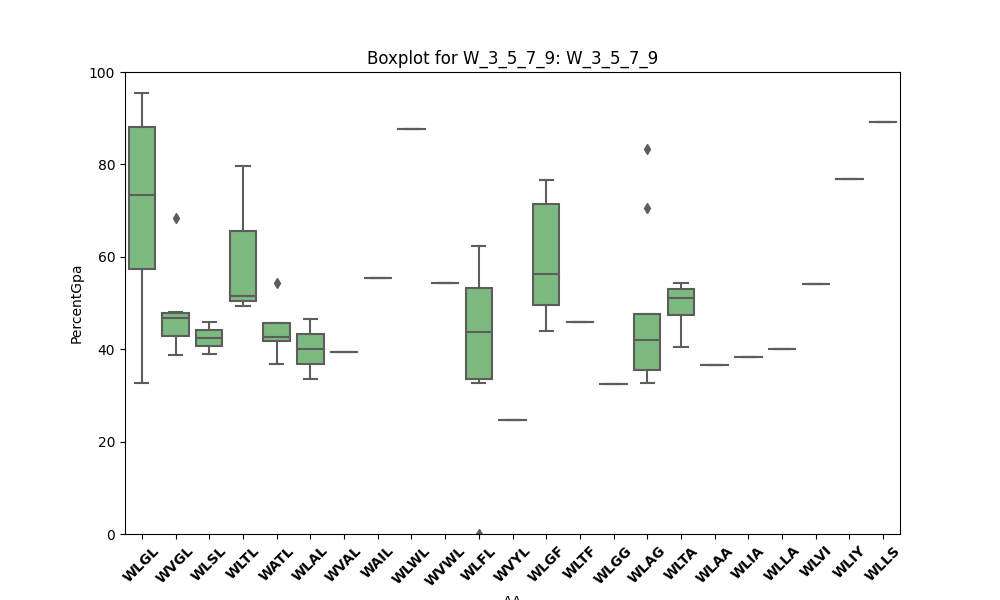 Boxplot for W_3_5_7_9: W_3_5_7_9
100
80
60
40
20
0
PercentGpa
WLGL
WVGL
WLSL
WLTL
WATL
WLAL
WVAL
WAIL
WLWL
WVWL
WLFL
WVYL
WLGF
WLTF
WLGG
WLAG
WLTA
WLAA
WLIA
WLLA
WLVI
WLIY
WLLS
AA